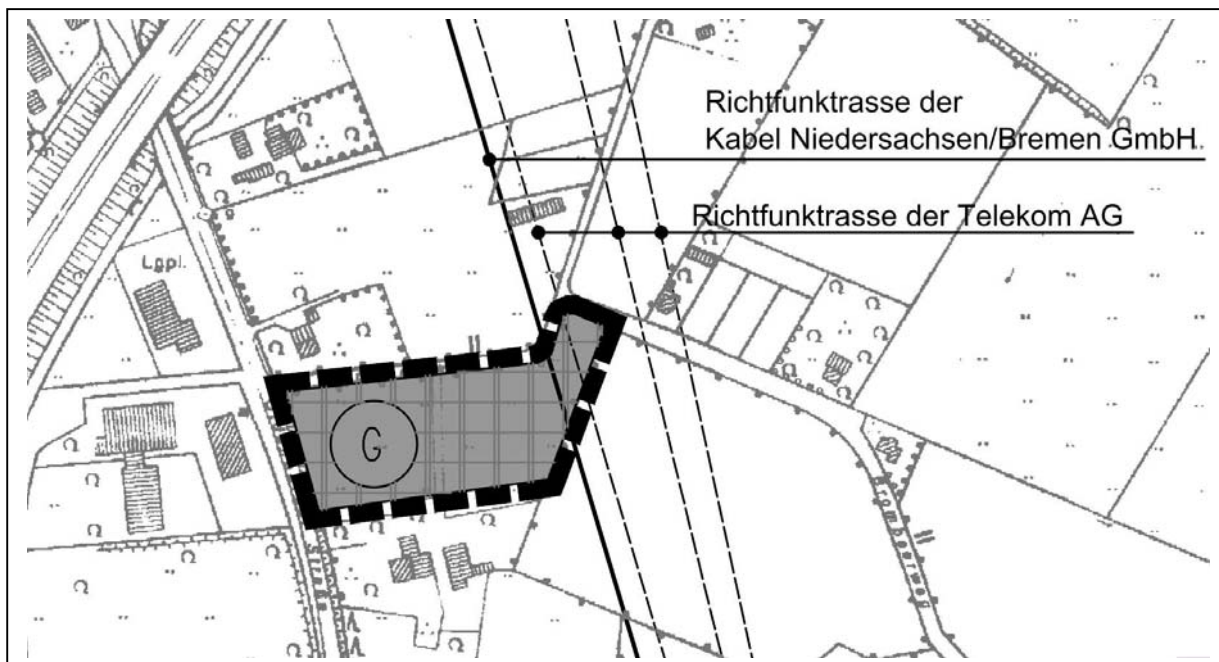 Richtfunktrasse der
Kabel Niedersachsen/Bremen GmbH
Richtfunktrasse der Telekom AG
Lgpl.
G